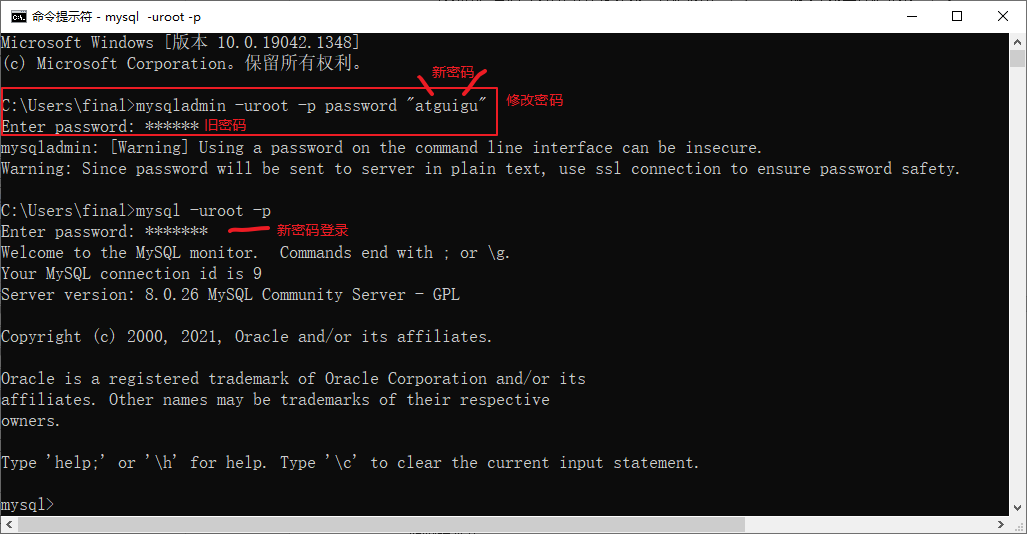 命令提示符 - mysql -uroot -p
Microsoft Windows [版本 10.0.19042.1348]
(c) Microsoft Corporation。保留所有权利。
新密码
C:\Users\final>mysqladmin -uroot -p password "atguigu" 修改密码
Enter password: ****** 旧密码
mysqladmin: [Warning] Using a password on the command line interface can be insecure.
Warning: Since password will be sent to server in plain text, use ssl connection to ensure password safety.
C:\Users\final>mysql -uroot -p
Enter password: ******* 新密码登录
Welcome to the MySQL monitor.  Commands end with ; or \g.
Your MySQL connection id is 9
Server version: 8.0.26 MySQL Community Server - GPL
Copyright (c) 2000, 2021, Oracle and/or its affiliates.
Oracle is a registered trademark of Oracle Corporation and/or its
affiliates. Other names may be trademarks of their respective
owners.
Type 'help;' or '\h' for help. Type '\c' to clear the current input statement.
mysql>